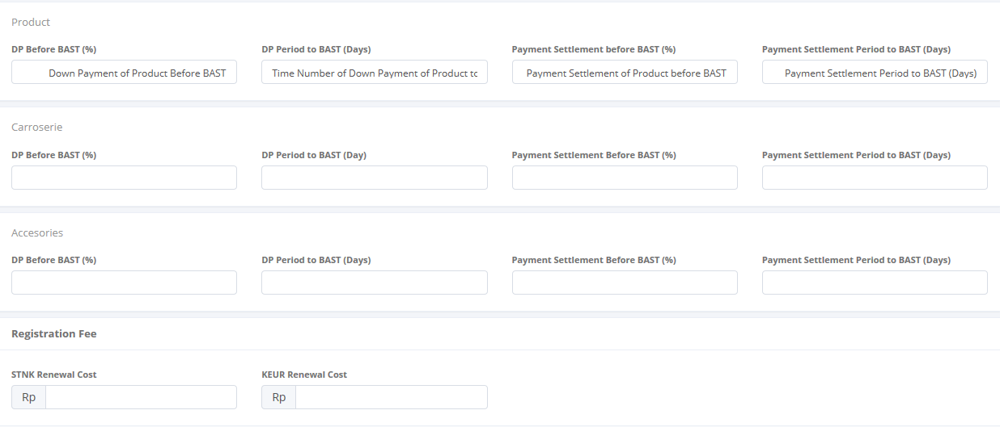 Product
DP Before BAST (%) DP Period to BAST (Days) Payment Settlement before BAST (%) Payment Settlement Period to BAST (Days)
Down Payment of Product Before BAST Time Number of Down Payment of Product to Payment Settlement of Product before BAST Payment Settlement Period to BAST (Days)
Carroserie
DP Before BAST (%) DP Period to BAST (Day) Payment Settlement Before BAST (%) Payment Settlement Period to BAST (Days)
Accesories
DP Before BAST (%) DP Period to BAST (Days) Payment Settlement Before BAST (%) Payment Settlement Period to BAST (Days)
Registration Fee
STNK Renewal Cost KEUR Renewal Cost
Rp Rp